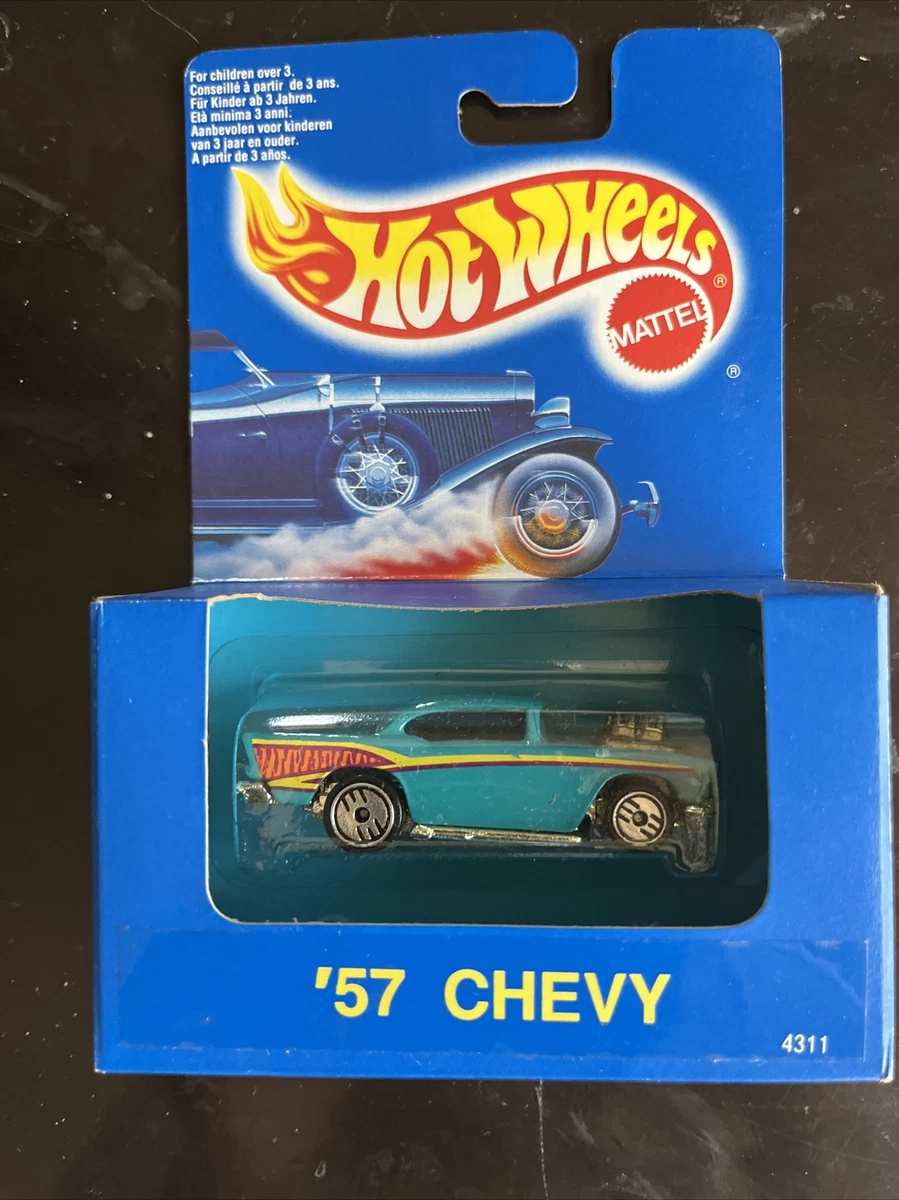 For children over 3.
Conseillé à partir de 3 ans.
Für Kinder ab 3 Jahren.
Età minima 3 anni.
Aanbevolen voor kinderen
van 3 jaar en ouder.
A partir de 3 años.
HOT WHEELS ®
MATTEL
®
'57 CHEVY
4311